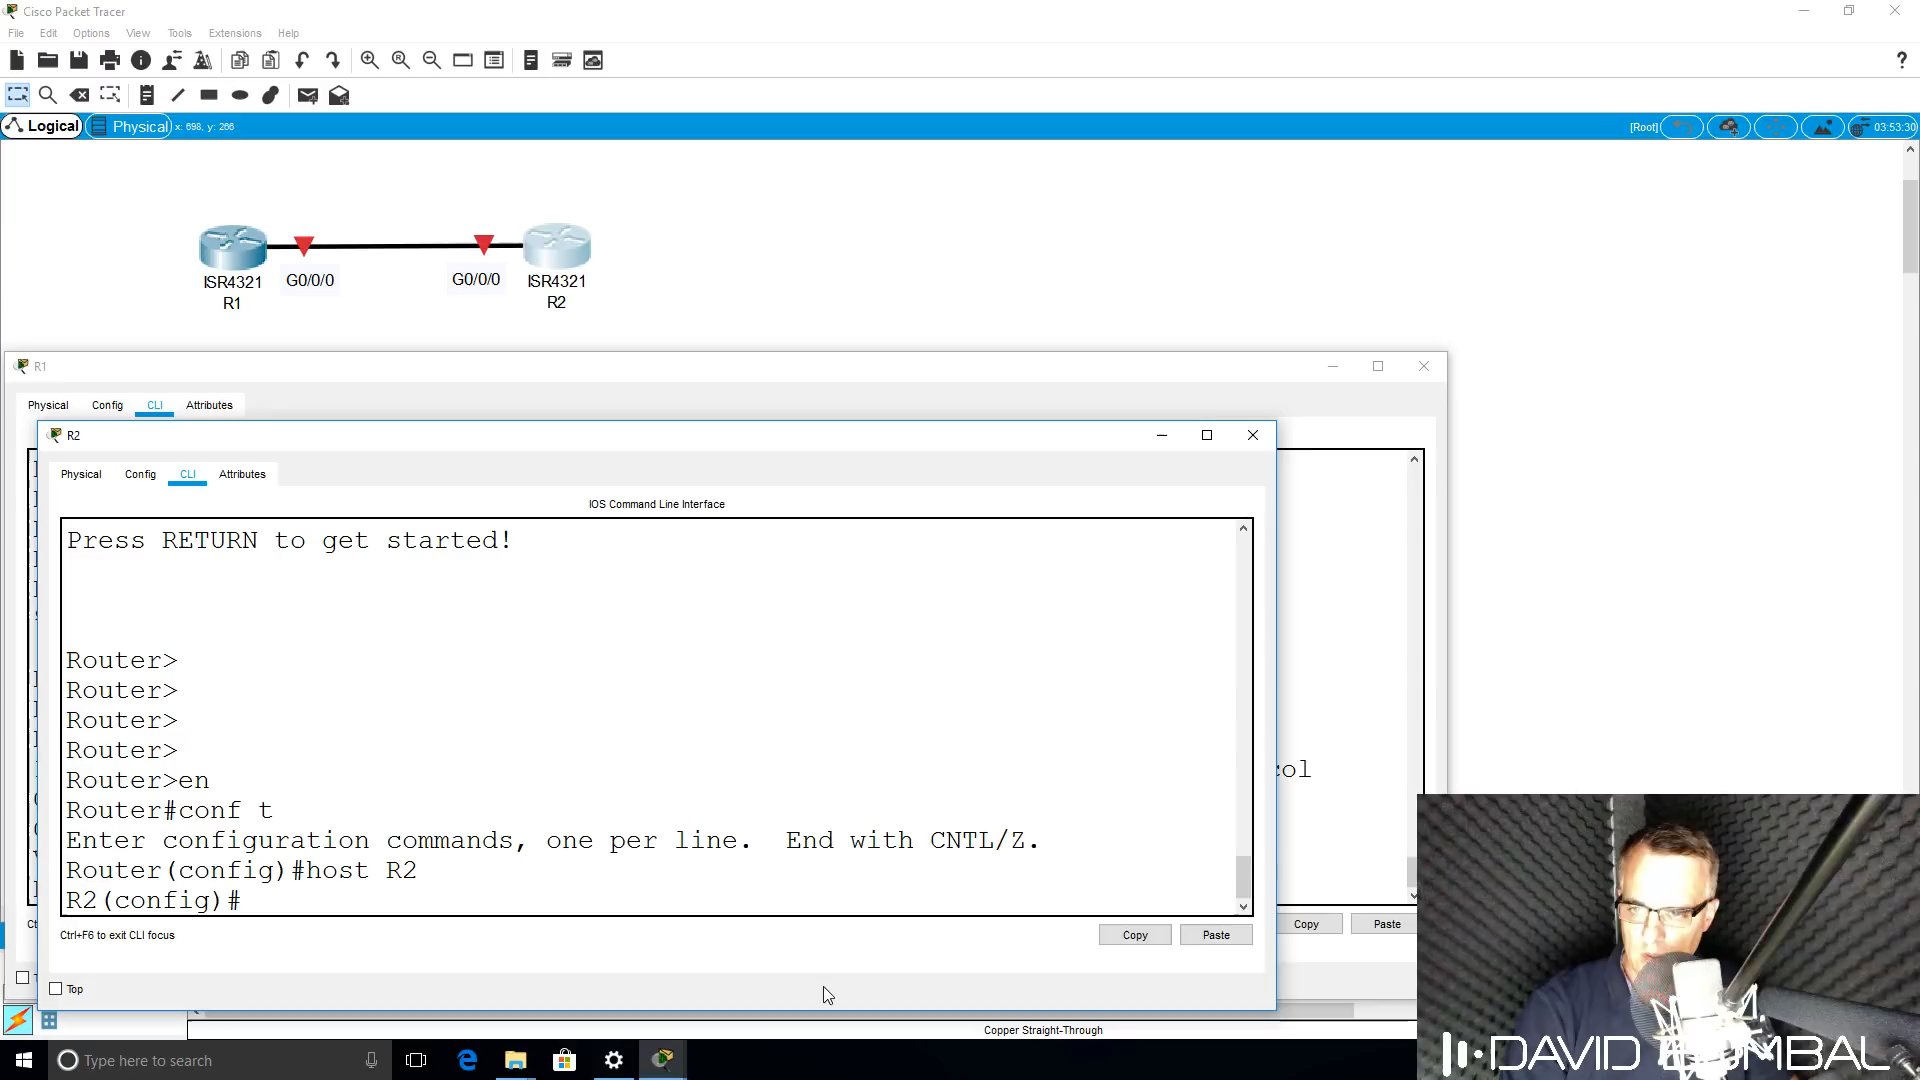 Cisco Packet Tracer
File Edit Options View Tools Extensions Help
Logical Physical x: 698, y: 266 [Root] 03:53:30
ISR4321 G0/0/0 G0/0/0 ISR4321
R1 R2
R1
Physical Config CLI Attributes
R2
Physical Config CLI Attributes
IOS Command Line Interface
Press RETURN to get started!
Router>
Router>
Router>
Router>
col
Router>en
Router#conf t
Enter configuration commands, one per line. End with CNTL/Z.
Router(config)#host R2
R2(config)#
Ctrl+F6 to exit CLI focus Copy Paste
Copy Paste
Top
Copper Straight-Through
Type here to search
DAVID BOMBAL